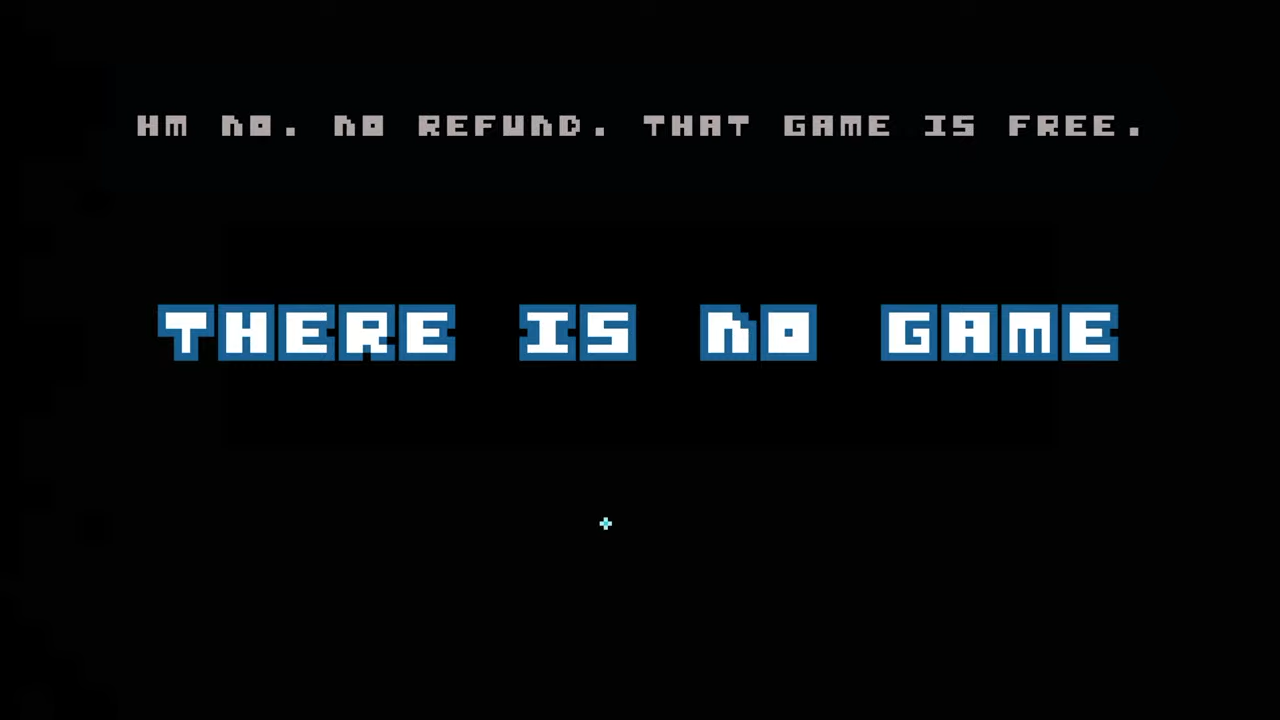 HM NO. NO REFUND. THAT GAME IS FREE.
THERE IS NO GAME